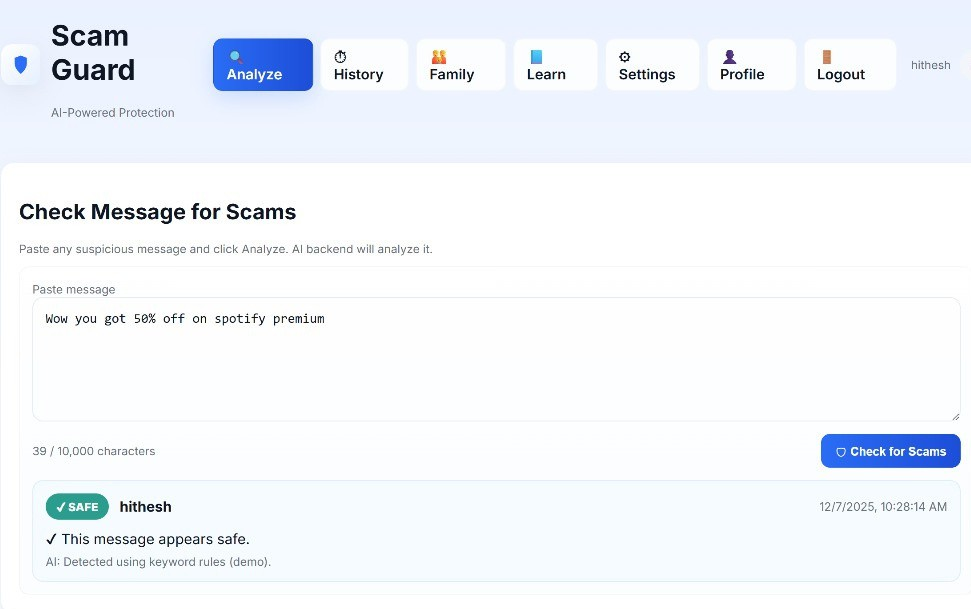 Scam
Guard
AI-Powered Protection
Analyze
History
Family
Learn
Settings
Profile
Logout
hithesh
Check Message for Scams
Paste any suspicious message and click Analyze. AI backend will analyze it.
Paste message
Wow you got 50% off on spotify premium
39 / 10,000 characters
Check for Scams
✓ SAFE hithesh 12/7/2025, 10:28:14 AM
✓ This message appears safe.
AI: Detected using keyword rules (demo).